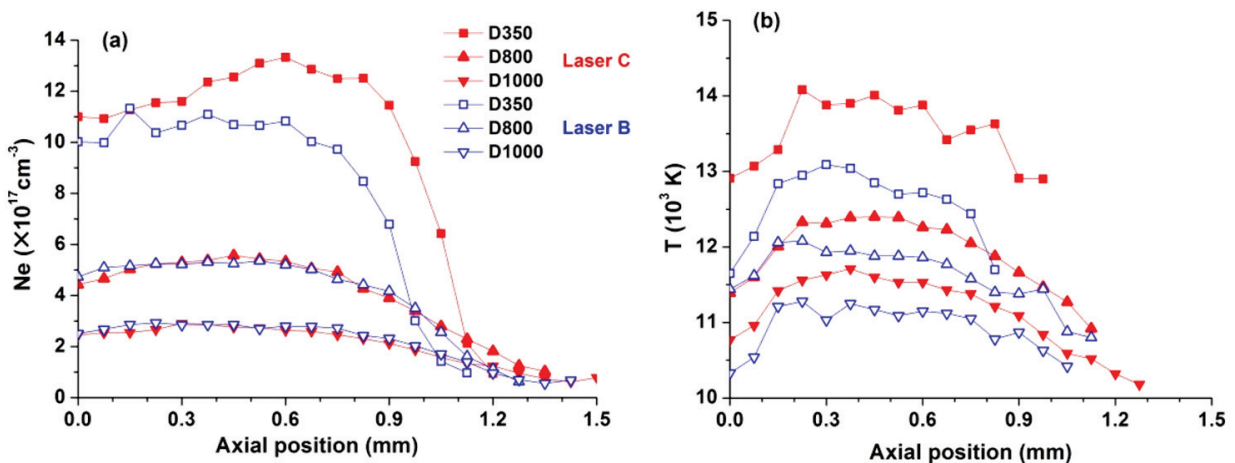 (a)
14
12
10
8
6
4
2
0
Ne (×10¹⁷cm⁻³)
0.0 0.3 0.6 0.9 1.2 1.5
Axial position (mm)
D350
D800 Laser C
D1000
D350
D800 Laser B
D1000
(b)
15
14
13
12
11
10
T (10³ K)
0.0 0.3 0.6 0.9 1.2 1.5
Axial position (mm)